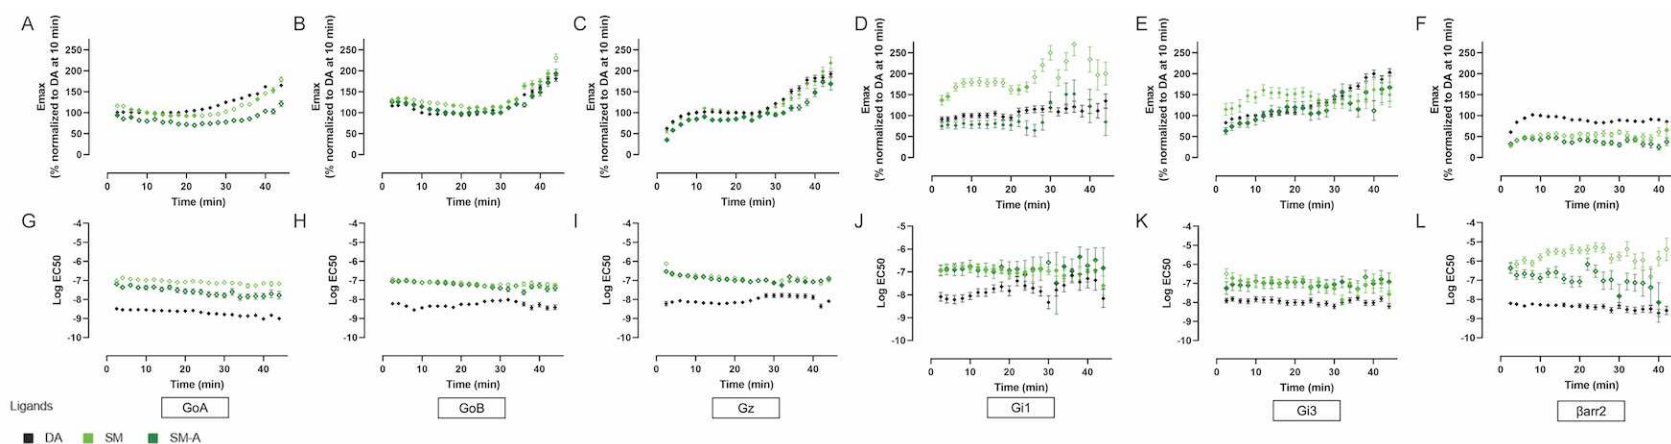 A
Emax
(% normalized to DA at 10 min)
250
200
150
100
50
0
0 10 20 30 40
Time (min)
B
Emax
(% normalized to DA at 10 min)
250
200
150
100
50
0
0 10 20 30 40
Time (min)
C
Emax
(% normalized to DA at 10 min)
250
200
150
100
50
0
0 10 20 30 40
Time (min)
D
Emax
(% normalized to DA at 10 min)
250
200
150
100
50
0
0 10 20 30 40
Time (min)
E
Emax
(% normalized to DA at 10 min)
250
200
150
100
50
0
0 10 20 30 40
Time (min)
F
Emax
(% normalized to DA at 10 min)
250
200
150
100
50
0
0 10 20 30 40
Time (min)
G
Log EC50
-4
-5
-6
-7
-8
-9
-10
0 10 20 30 40
Time (min)
H
Log EC50
-4
-5
-6
-7
-8
-9
-10
0 10 20 30 40
Time (min)
I
Log EC50
-4
-5
-6
-7
-8
-9
-10
0 10 20 30 40
Time (min)
J
Log EC50
-5
-6
-7
-8
-9
-10
0 10 20 30 40
Time (min)
K
Log EC50
-4
-5
-6
-7
-8
-9
-10
0 10 20 30 40
Time (min)
L
Log EC50
-4
-5
-6
-7
-8
-9
-10
0 10 20 30 40
Time (min)
Ligands
GoA
GoB
Gz
Gi1
Gi3
βarr2
DA SM SM-A